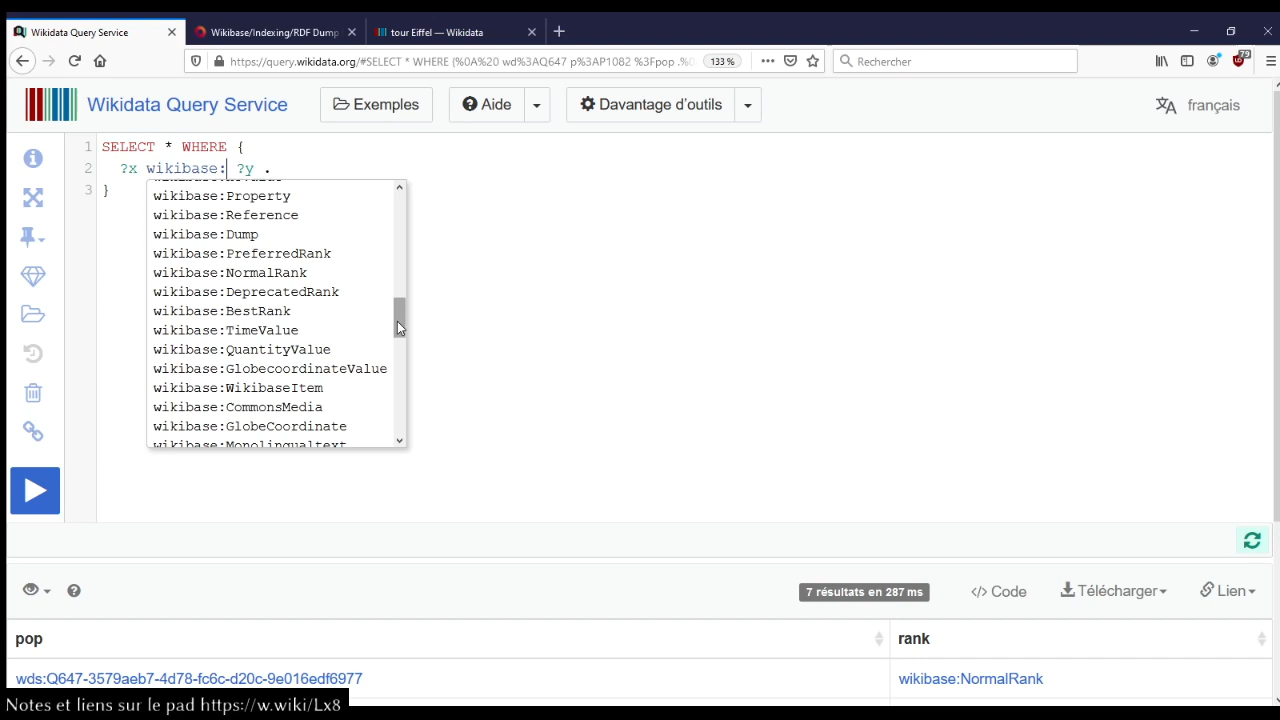 Wikidata Query Service
Wikibase/Indexing/RDF Dump
tour Eiffel — Wikidata
https://query.wikidata.org/#SELECT * WHERE {%0A%20 wd%3AQ647 p%3AP1082 %3Fpop .%0
133 %
Rechercher
79
Wikidata Query Service
Exemples
Aide
Davantage d'outils
français
1 SELECT * WHERE {
2 ?x wikibase: ?y .
3 }
wikibase:Property
wikibase:Reference
wikibase:Dump
wikibase:PreferredRank
wikibase:NormalRank
wikibase:DeprecatedRank
wikibase:BestRank
wikibase:TimeValue
wikibase:QuantityValue
wikibase:GlobecoordinateValue
wikibase:WikibaseItem
wikibase:CommonsMedia
wikibase:GlobeCoordinate
wikibase:Monolingualtext
7 résultats en 287 ms
</> Code
Télécharger
Lien
pop
rank
wds:Q647-3579aeb7-4d78-fc6c-d20c-9e016edf6977
wikibase:NormalRank
Notes et liens sur le pad https://w.wiki/Lx8